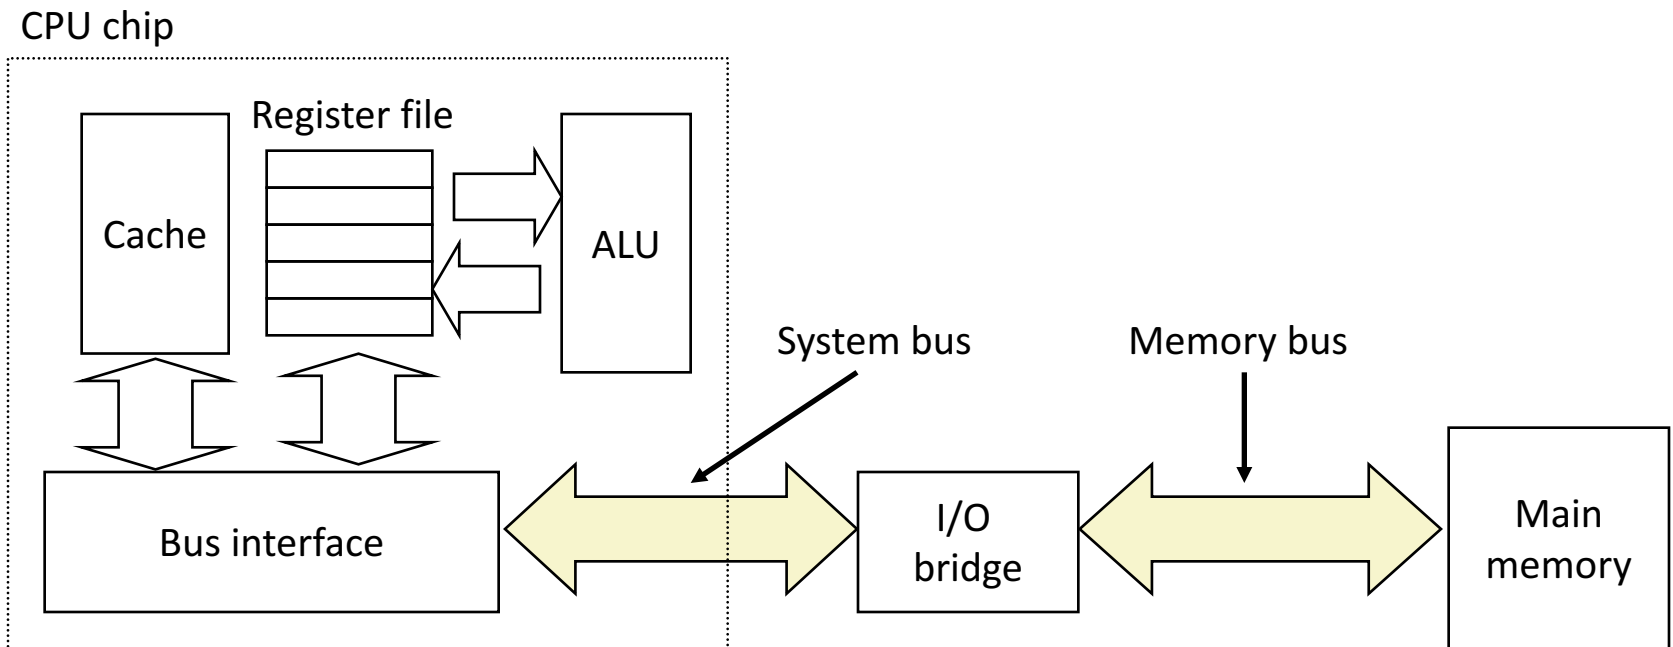 CPU chip
Register file
Cache
ALU
System bus
Memory bus
Bus interface
I/O
bridge
Main
memory